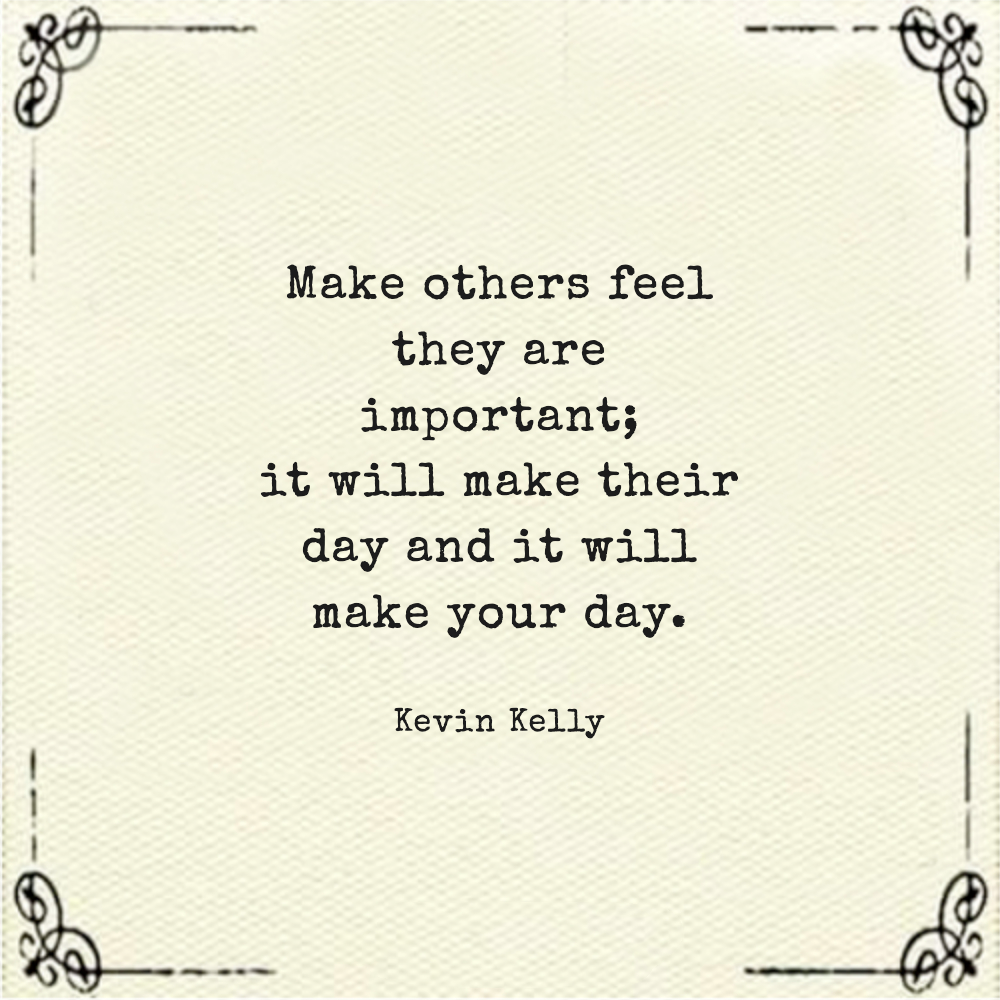 Make others feel
they are
important;
it will make their
day and it will
make your day.
Kevin Kelly